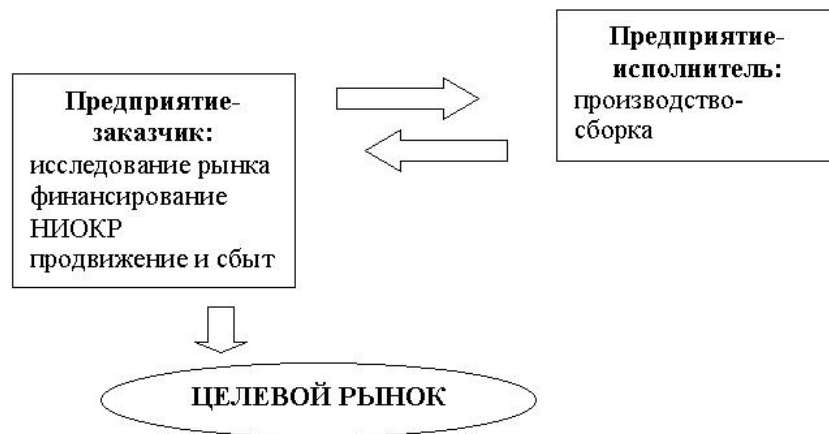 Предприятие-
заказчик:
исследование рынка
финансирование
НИОКР
продвижение и сбыт
Предприятие-
исполнитель:
производство-
сборка
ЦЕЛЕВОЙ РЫНОК